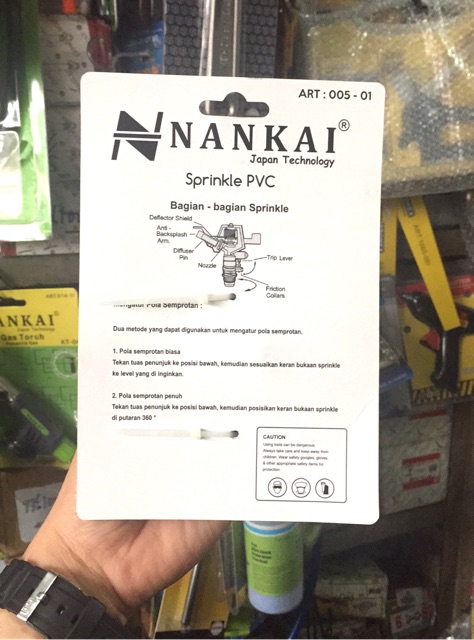 ART : 005 - 01
NANKAI®
Japan Technology
Sprinkle PVC
Bagian - bagian Sprinkle
Deflector Shield
Anti -
Backsplash
Arm.
Diffuser
Pin
Nozzle
Trip Lever
Friction
Collars
Mengatur Pola Semprotan :
Dua metode yang dapat digunakan untuk mengatur pola semprotan.
1. Pola semprotan biasa
Tekan tuas penunjuk ke posisi bawah, kemudian sesuaikan keran bukaan sprinkle
ke level yang di inginkan.
2. Pola semprotan penuh
Tekan tuas penunjuk ke posisi bawah, kemudian posisikan keran bukaan sprinkle
di putaran 360 °
CAUTION
Using tools can be dangerous
Always take care and keep away from
children. Wear safety googles, gloves,
& other appropriate safety items for
protection
NANKAI
Japan Technology
Gas Torch